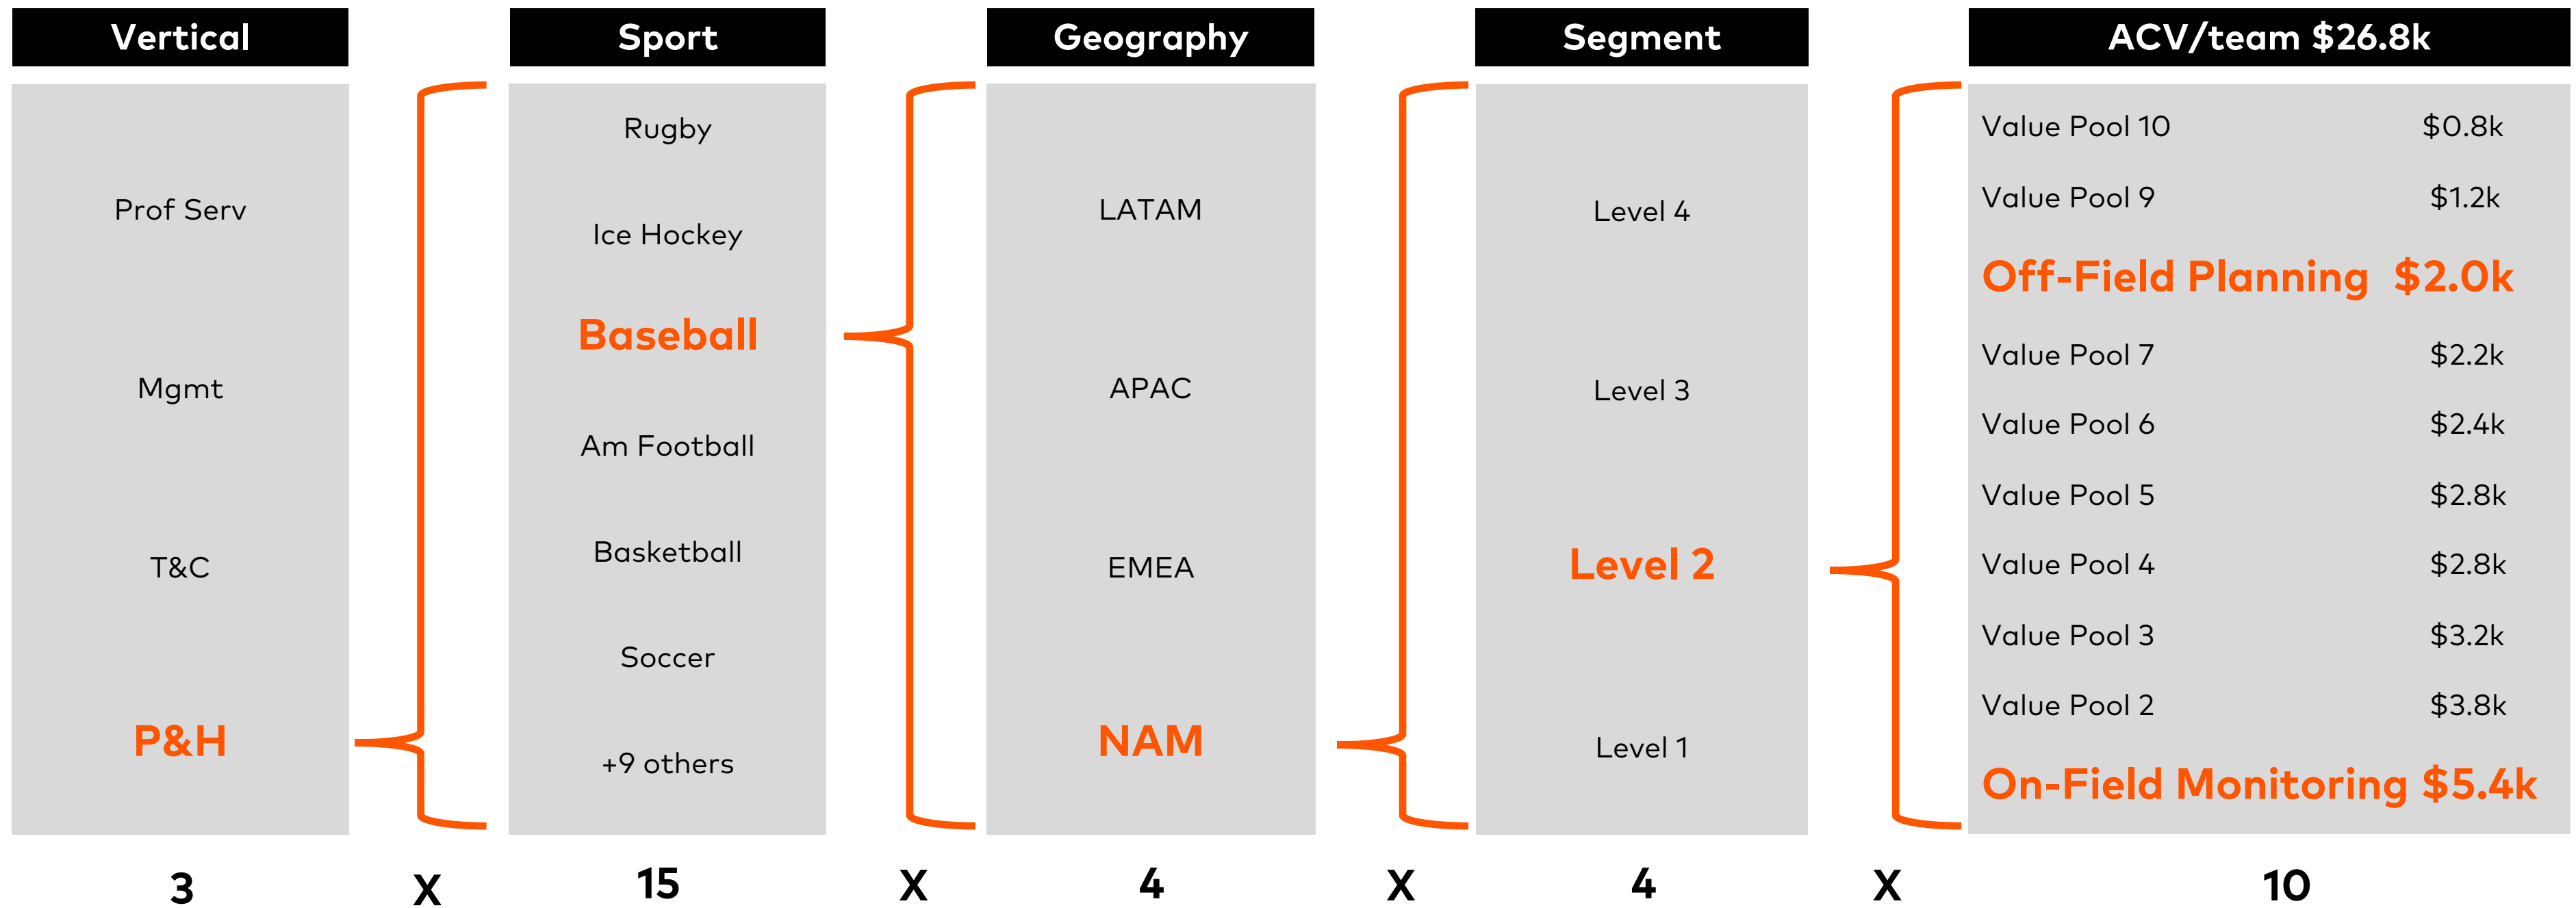 Vertical
Prof Serv
Mgmt
T&C
P&H
3
X
Sport
Rugby
Ice Hockey
Baseball
Am Football
Basketball
Soccer
+9 others
15
X
Geography
LATAM
APAC
EMEA
NAM
4
X
Segment
Level 4
Level 3
Level 2
Level 1
4
X
ACV/team $26.8k
Value Pool 10 $0.8k
Value Pool 9 $1.2k
Off-Field Planning $2.0k
Value Pool 7 $2.2k
Value Pool 6 $2.4k
Value Pool 5 $2.8k
Value Pool 4 $2.8k
Value Pool 3 $3.2k
Value Pool 2 $3.8k
On-Field Monitoring $5.4k
10